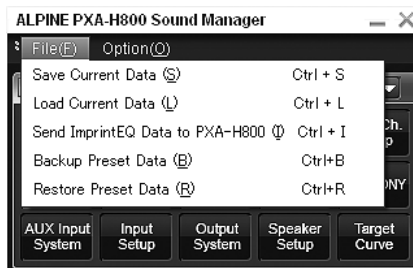 ALPINE PXA-H800 Sound Manager
File(F) Option(O)
Save Current Data (S) Ctrl + S
Load Current Data (L) Ctrl + L
Send ImprintEQ Data to PXA-H800 (I) Ctrl + I
Backup Preset Data (B) Ctrl+B
Restore Preset Data (R) Ctrl+R
AUX Input System
Input Setup
Output System
Speaker Setup
Target Curve